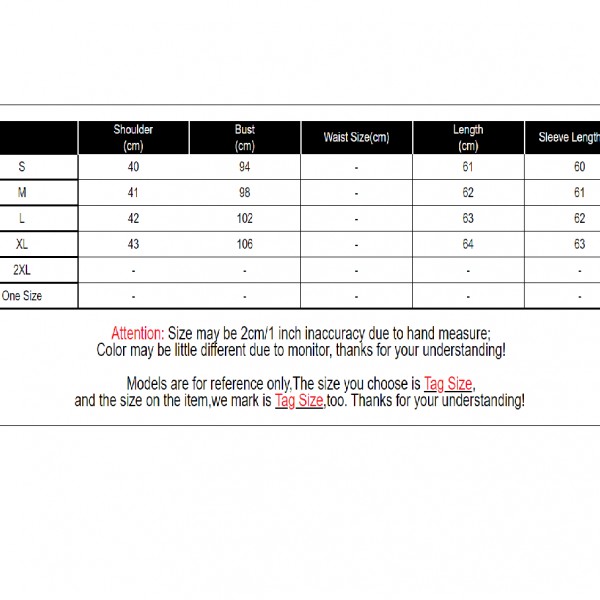 Shoulder (cm) Bust (cm) Waist Size(cm) Length (cm) Sleeve Length
S 40 94 - 61 60
M 41 98 - 62 61
L 42 102 - 63 62
XL 43 106 - 64 63
2XL - - - - -
One Size - - - - -
Attention: Size may be 2cm/1 inch inaccuracy due to hand measure;
Color may be little different due to monitor, thanks for your understanding!
Models are for reference only,The size you choose is Tag Size,
and the size on the item,we mark is Tag Size,too. Thanks for your understanding!